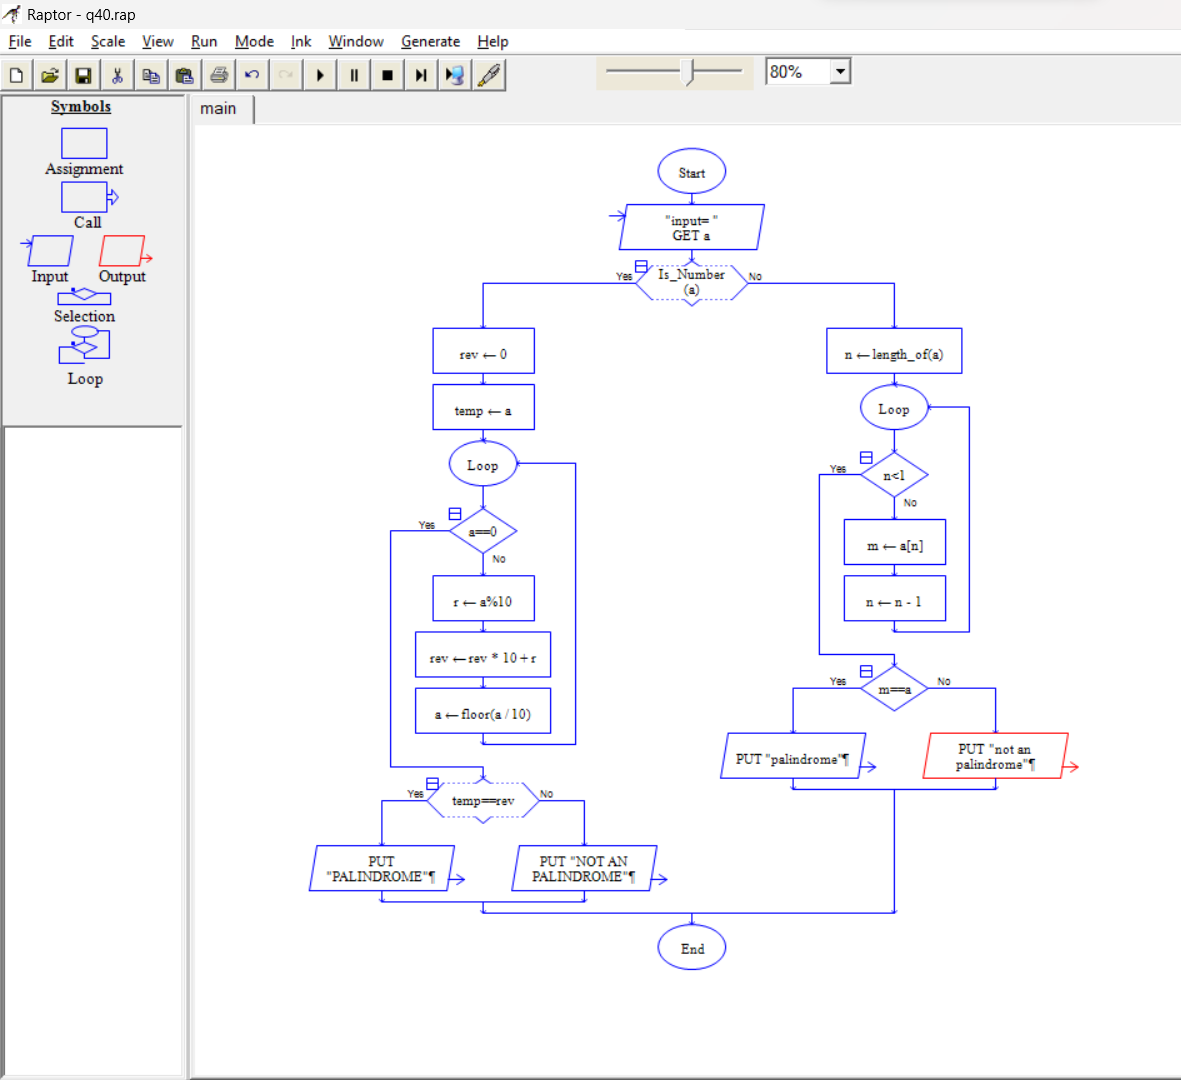 Raptor - q40.rap
File Edit Scale View Run Mode Ink Window Generate Help
80%
Symbols
Assignment
Call
Input Output
Selection
Loop
main
Start
"input= "
GET a
Yes
Is_Number
(a)
No
rev ← 0
temp ← a
Loop
Yes
a==0
No
r ← a%10
rev ← rev * 10 + r
a ← floor(a / 10)
Yes
temp==rev
No
PUT
"PALINDROME"¶
PUT "NOT AN
PALINDROME"¶
n ← length_of(a)
Loop
Yes
n<1
No
m ← a[n]
n ← n - 1
Yes
m==a
No
PUT "palindrome"¶
PUT "not an
palindrome"¶
End